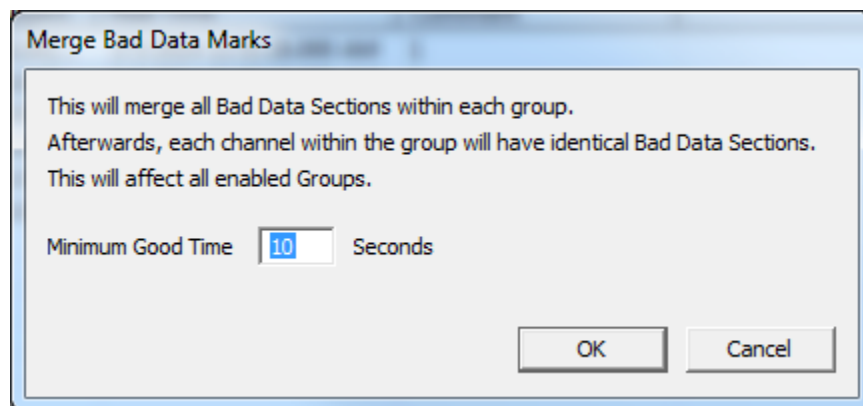 Merge Bad Data Marks
This will merge all Bad Data Sections within each group.
Afterwards, each channel within the group will have identical Bad Data Sections.
This will affect all enabled Groups.
Minimum Good Time 10 Seconds
OK Cancel